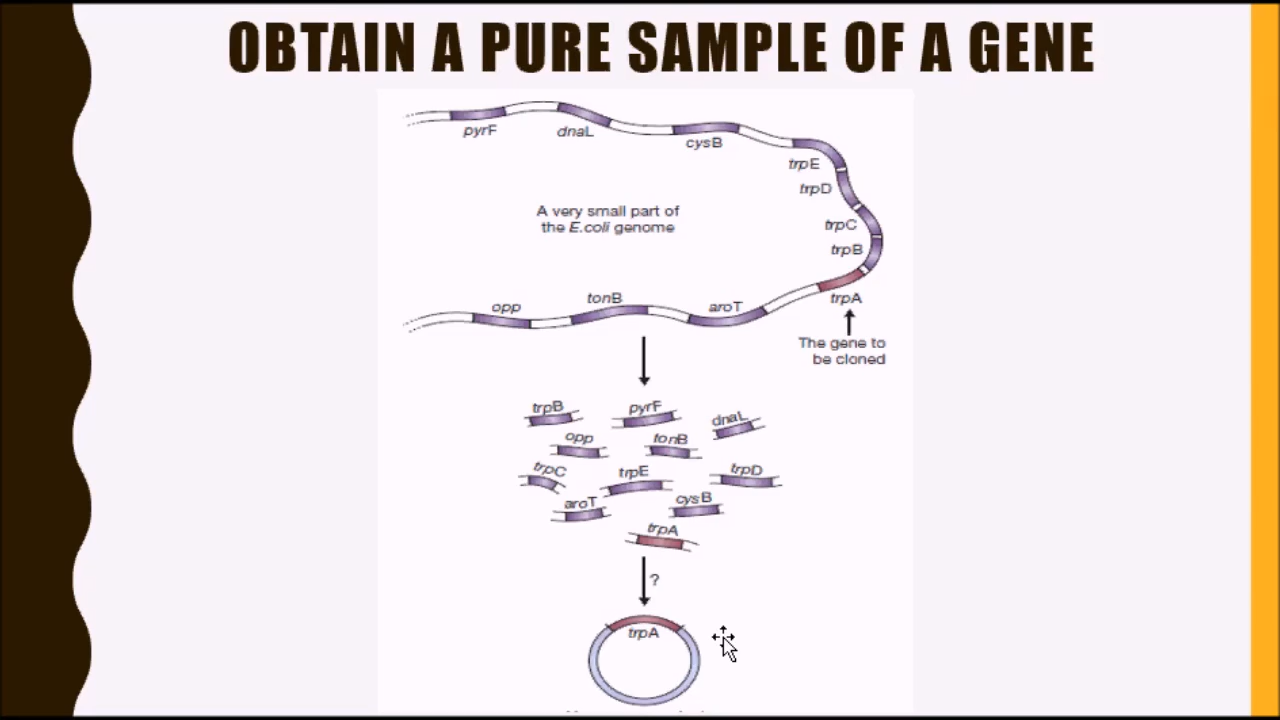 OBTAIN A PURE SAMPLE OF A GENE
pyrF
dnaL
cysB
trpE
trpD
A very small part of
the E.coli genome
trpC
trpB
trpA
opp
tonB
aroT
The gene to
be cloned
trpB
pyrF
dnaL
opp
tonB
trpC
trpE
trpD
aroT
cysB
trpA
?
trpA